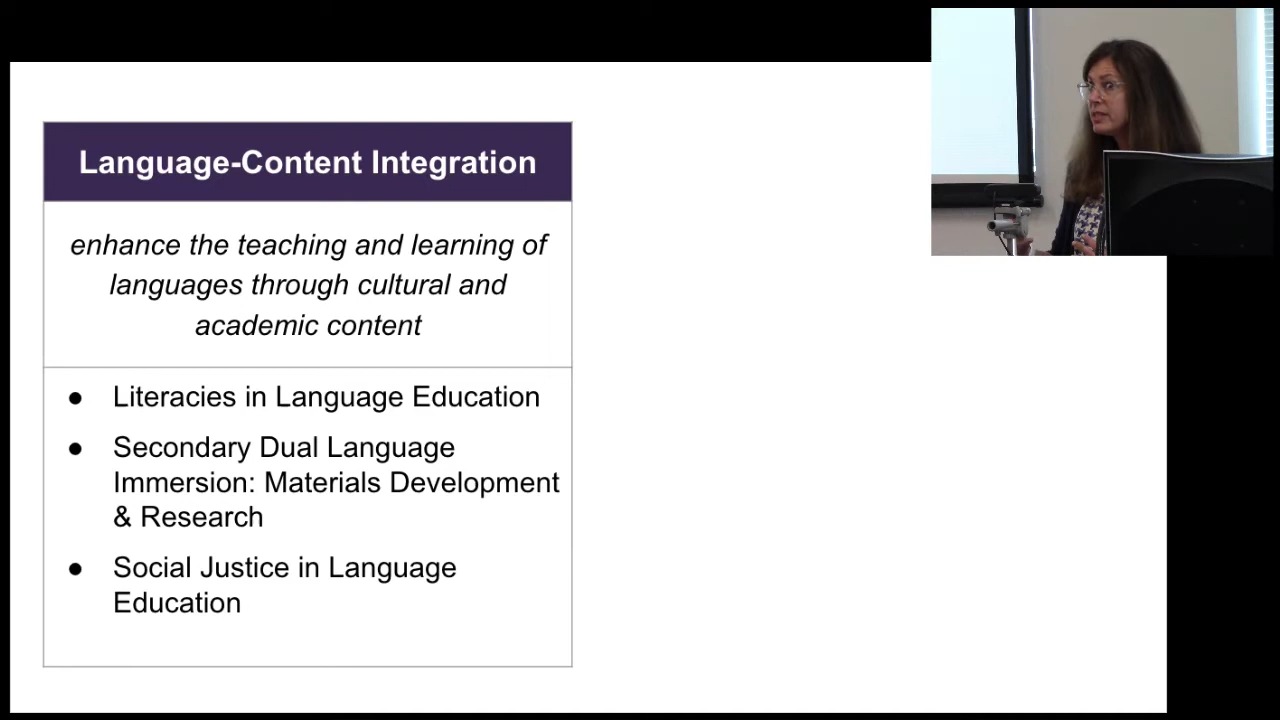 Language-Content Integration
enhance the teaching and learning of
languages through cultural and
academic content
● Literacies in Language Education
● Secondary Dual Language
Immersion: Materials Development
& Research
● Social Justice in Language
Education